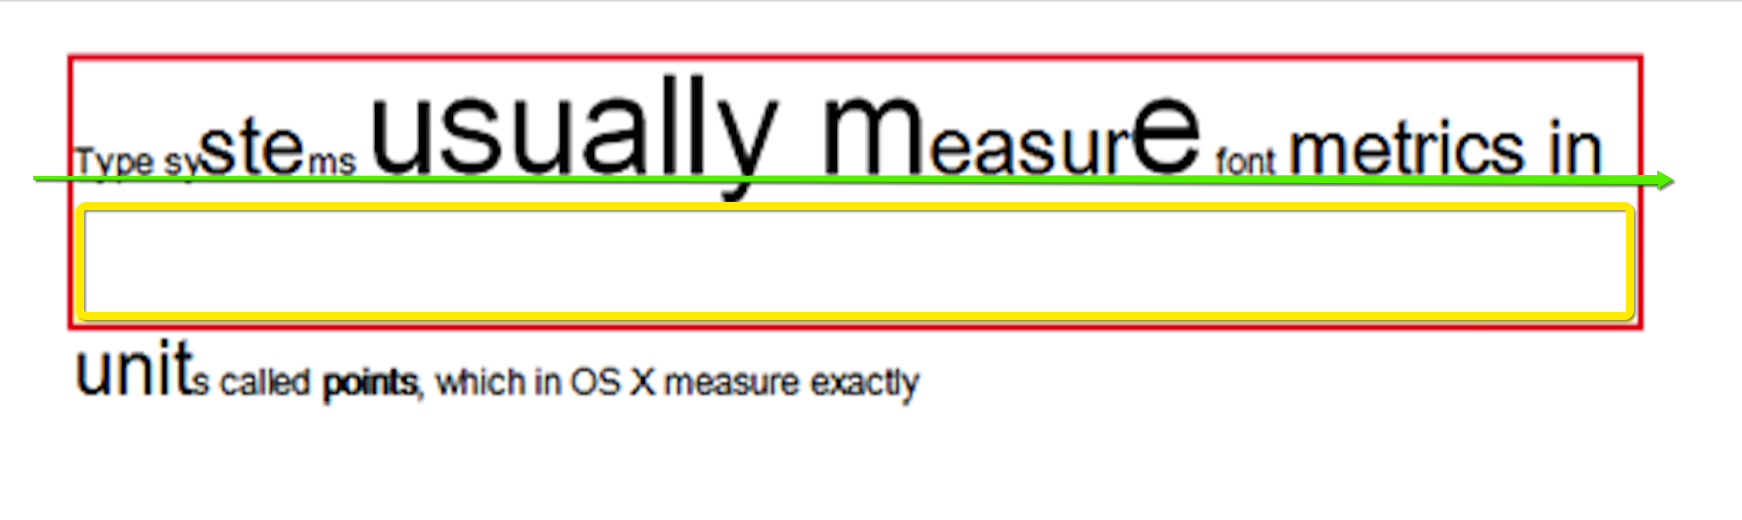 Type systems usually measure font metrics in
units called points, which in OS X measure exactly